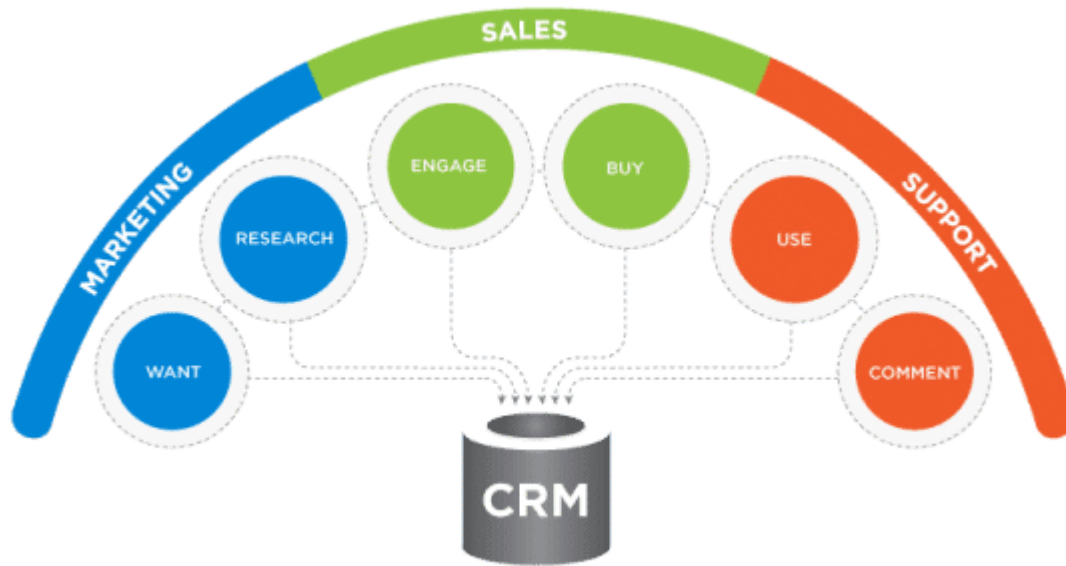 SALES
MARKETING
SUPPORT
ENGAGE
BUY
RESEARCH
USE
WANT
COMMENT
CRM